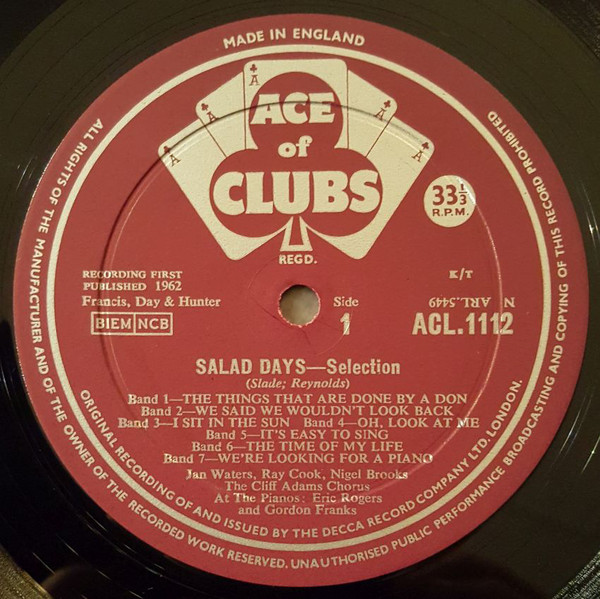 MADE IN ENGLAND
A
A
A
A
A
ACE
of
CLUBS
REGD.
33⅓
R.P.M.
RECORDING FIRST
PUBLISHED 1962
Francis, Day & Hunter
BIEM NCB
Side
1
K/T
N ARL.5449
ACL.1112
SALAD DAYS—Selection
(Slade; Reynolds)
Band 1—THE THINGS THAT ARE DONE BY A DON
Band 2—WE SAID WE WOULDN'T LOOK BACK
Band 3—I SIT IN THE SUN Band 4—OH, LOOK AT ME
Band 5—IT'S EASY TO SING
Band 6—THE TIME OF MY LIFE
Band 7—WE'RE LOOKING FOR A PIANO
Jan Waters, Ray Cook, Nigel Brooks
The Cliff Adams Chorus
At The Pianos: Eric Rogers
and Gordon Franks
ORIGINAL RECORDING OF AND ISSUED BY THE DECCA RECORD COMPANY LTD. LONDON.
ALL RIGHTS OF THE MANUFACTURER AND OF THE OWNER OF THE RECORDED WORK RESERVED. UNAUTHORISED PUBLIC PERFORMANCE BROADCASTING AND COPYING OF THIS RECORD PROHIBITED